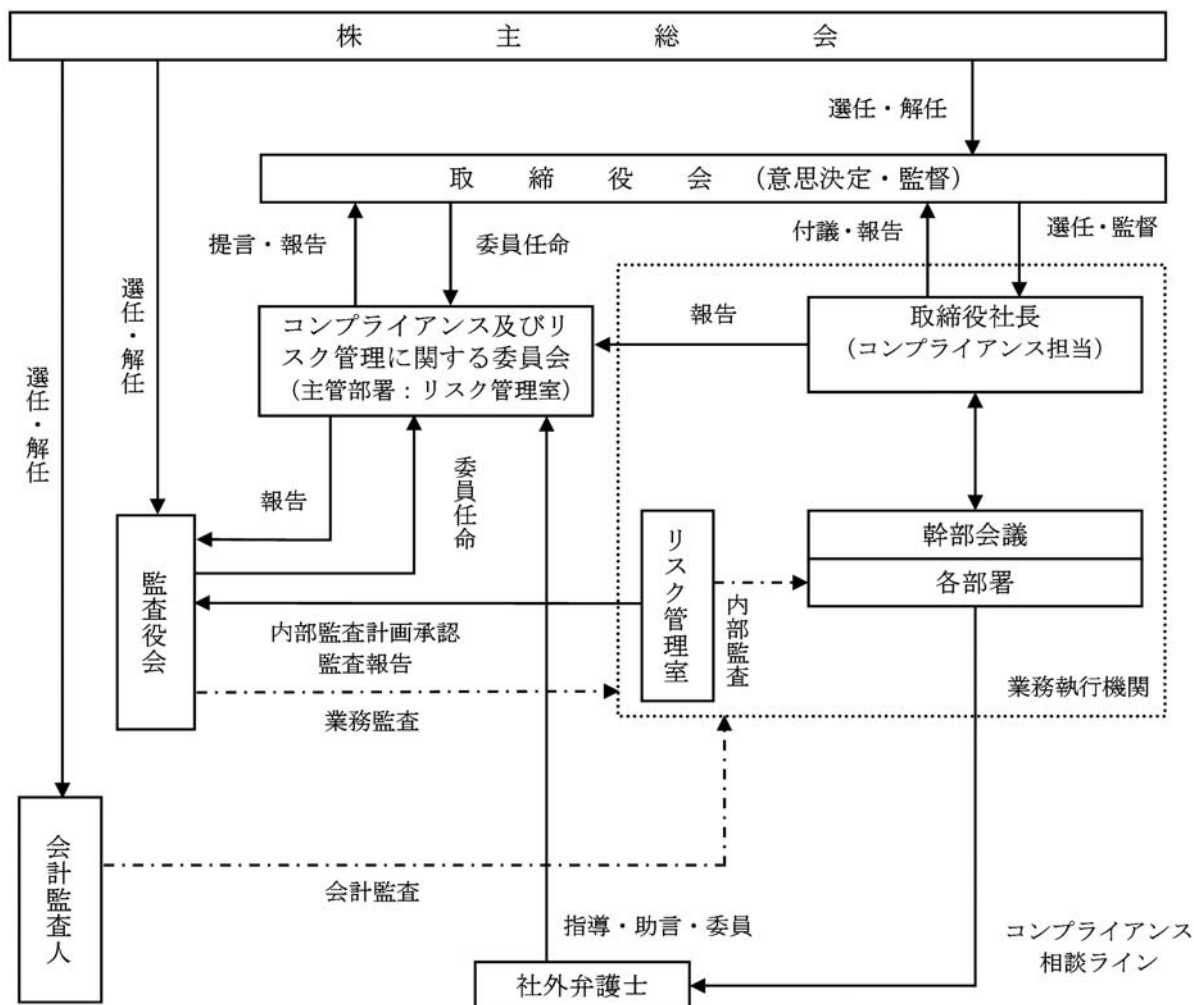 株主総会
選任・解任
取締役会（意思決定・監督）
提言・報告
委員任命
付議・報告
選任・監督
選任・解任
選任・解任
コンプライアンス及びリ
スク管理に関する委員会
（主管部署：リスク管理室）
報告
取締役社長
（コンプライアンス担当）
報告
委員任命
監査役会
リスク管理室
内部監査
幹部会議
各部署
内部監査計画承認
監査報告
業務監査
業務執行機関
会計監査人
会計監査
指導・助言・委員
社外弁護士
コンプライアンス
相談ライン